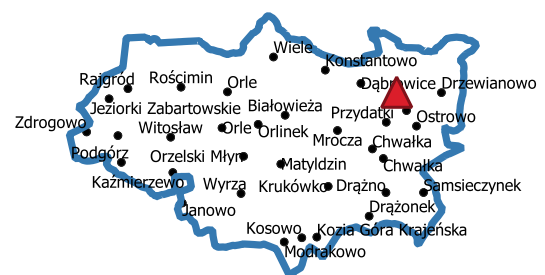 Wiele
Konstantowo
Rajgród
Rościmin
Orle
Dąbrowice
Drzewianowo
Jeziorki Zabartowskie
Białowieża
Przydatki
Ostrowo
Zdrogowo
Witosław
Orle
Orlinek
Mrocza
Chwałka
Podgórz
Orzelski Młyn
Matyldzin
Chwałka
Kaźmierzewo
Wyrza
Krukówko
Drążno
Samsieczynek
Janowo
Drążonek
Kosowo
Kozia Góra Krajeńska
Modrakowo